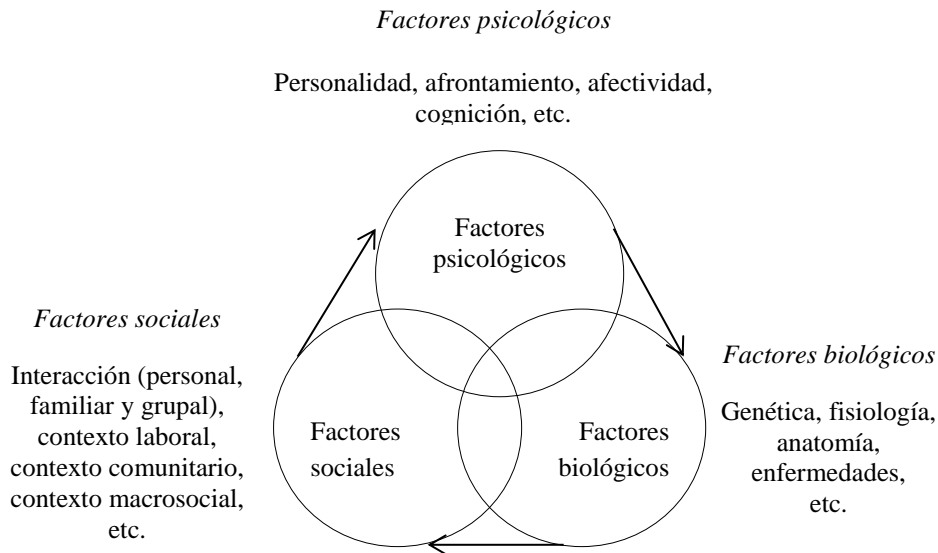 Factores psicológicos
Personalidad, afrontamiento, afectividad,
cognición, etc.
Factores
psicológicos
Factores sociales
Interacción (personal,
familiar y grupal),
contexto laboral,
contexto comunitario,
contexto macrosocial,
etc.
Factores
sociales
Factores
biológicos
Factores biológicos
Genética, fisiología,
anatomía,
enfermedades,
etc.